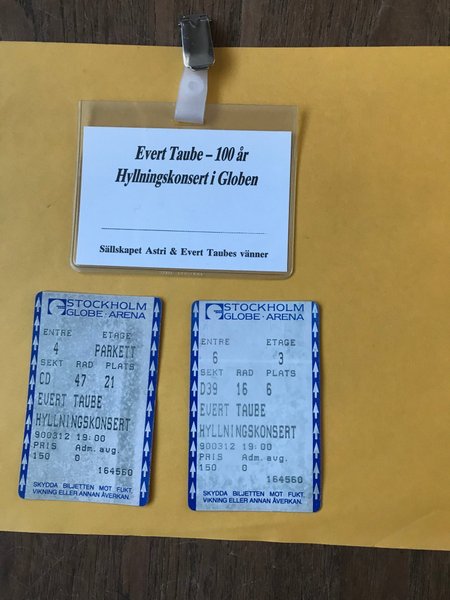 Evert Taube – 100 år
Hyllningskonsert i Globen
Sällskapet Astri & Evert Taubes vänner
STOCKHOLM
GLOBE·ARENA
ENTRE ETAGE
4 PARKETT
SEKT RAD PLATS
CD 47 21
EVERT TAUBE
HYLLNINGSKONSERT
900312 19:00
PRIS Adm.avg.
150 0
164560
SKYDDA BILJETTEN MOT FUKT,
VIKNING ELLER ANNAN ÅVERKAN.
STOCKHOLM
GLOBE·ARENA
ENTRE ETAGE
6 3
SEKT RAD PLATS
D39 16 6
EVERT TAUBE
HYLLNINGSKONSERT
900312 19:00
PRIS Adm.avg.
150 0
164560
SKYDDA BILJETTEN MOT FUKT,
VIKNING ELLER ANNAN ÅVERKAN.